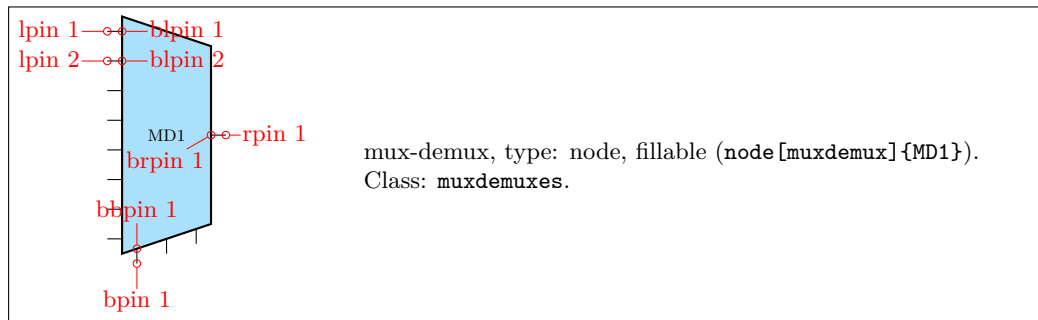 lpin 1 blpin 1
lpin 2 blpin 2
MD1 rpin 1
brpin 1
bbpin 1
bpin 1
mux-demux, type: node, fillable (node[muxdemux]{MD1}).
Class: muxdemuxes.